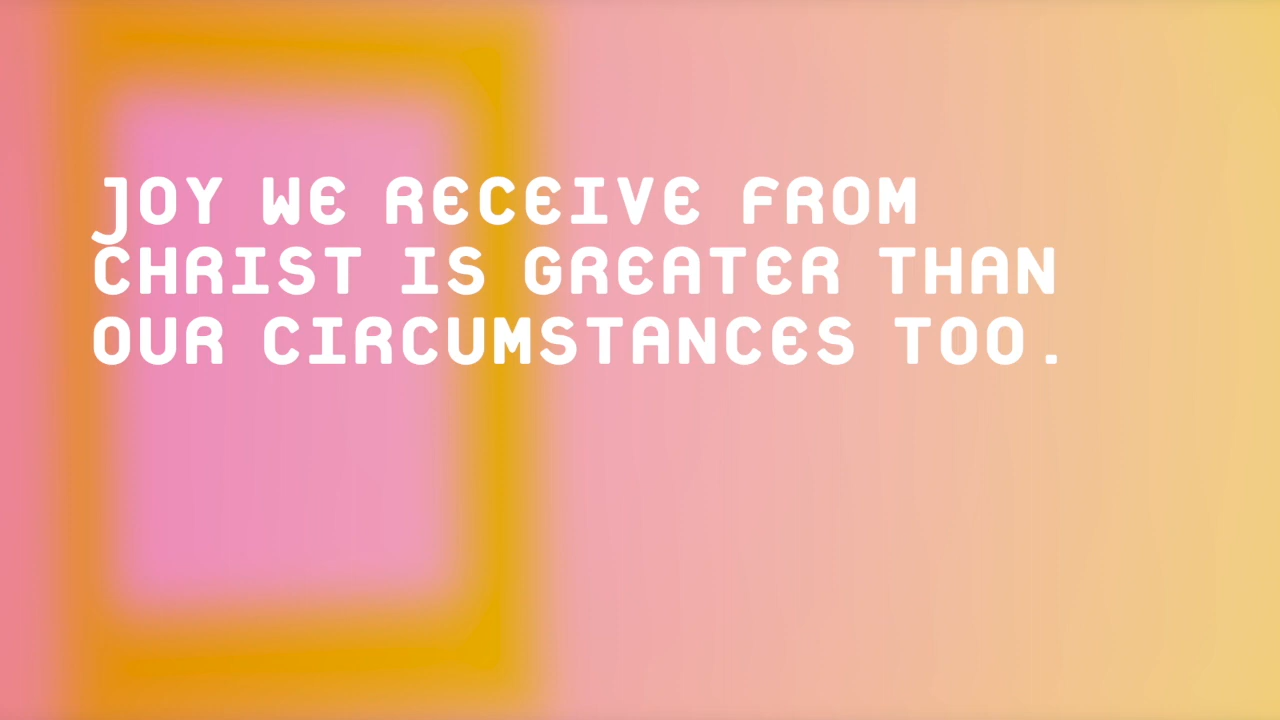 JOY WE RECEIVE FROM
CHRIST IS GREATER THAN
OUR CIRCUMSTANCES TOO.